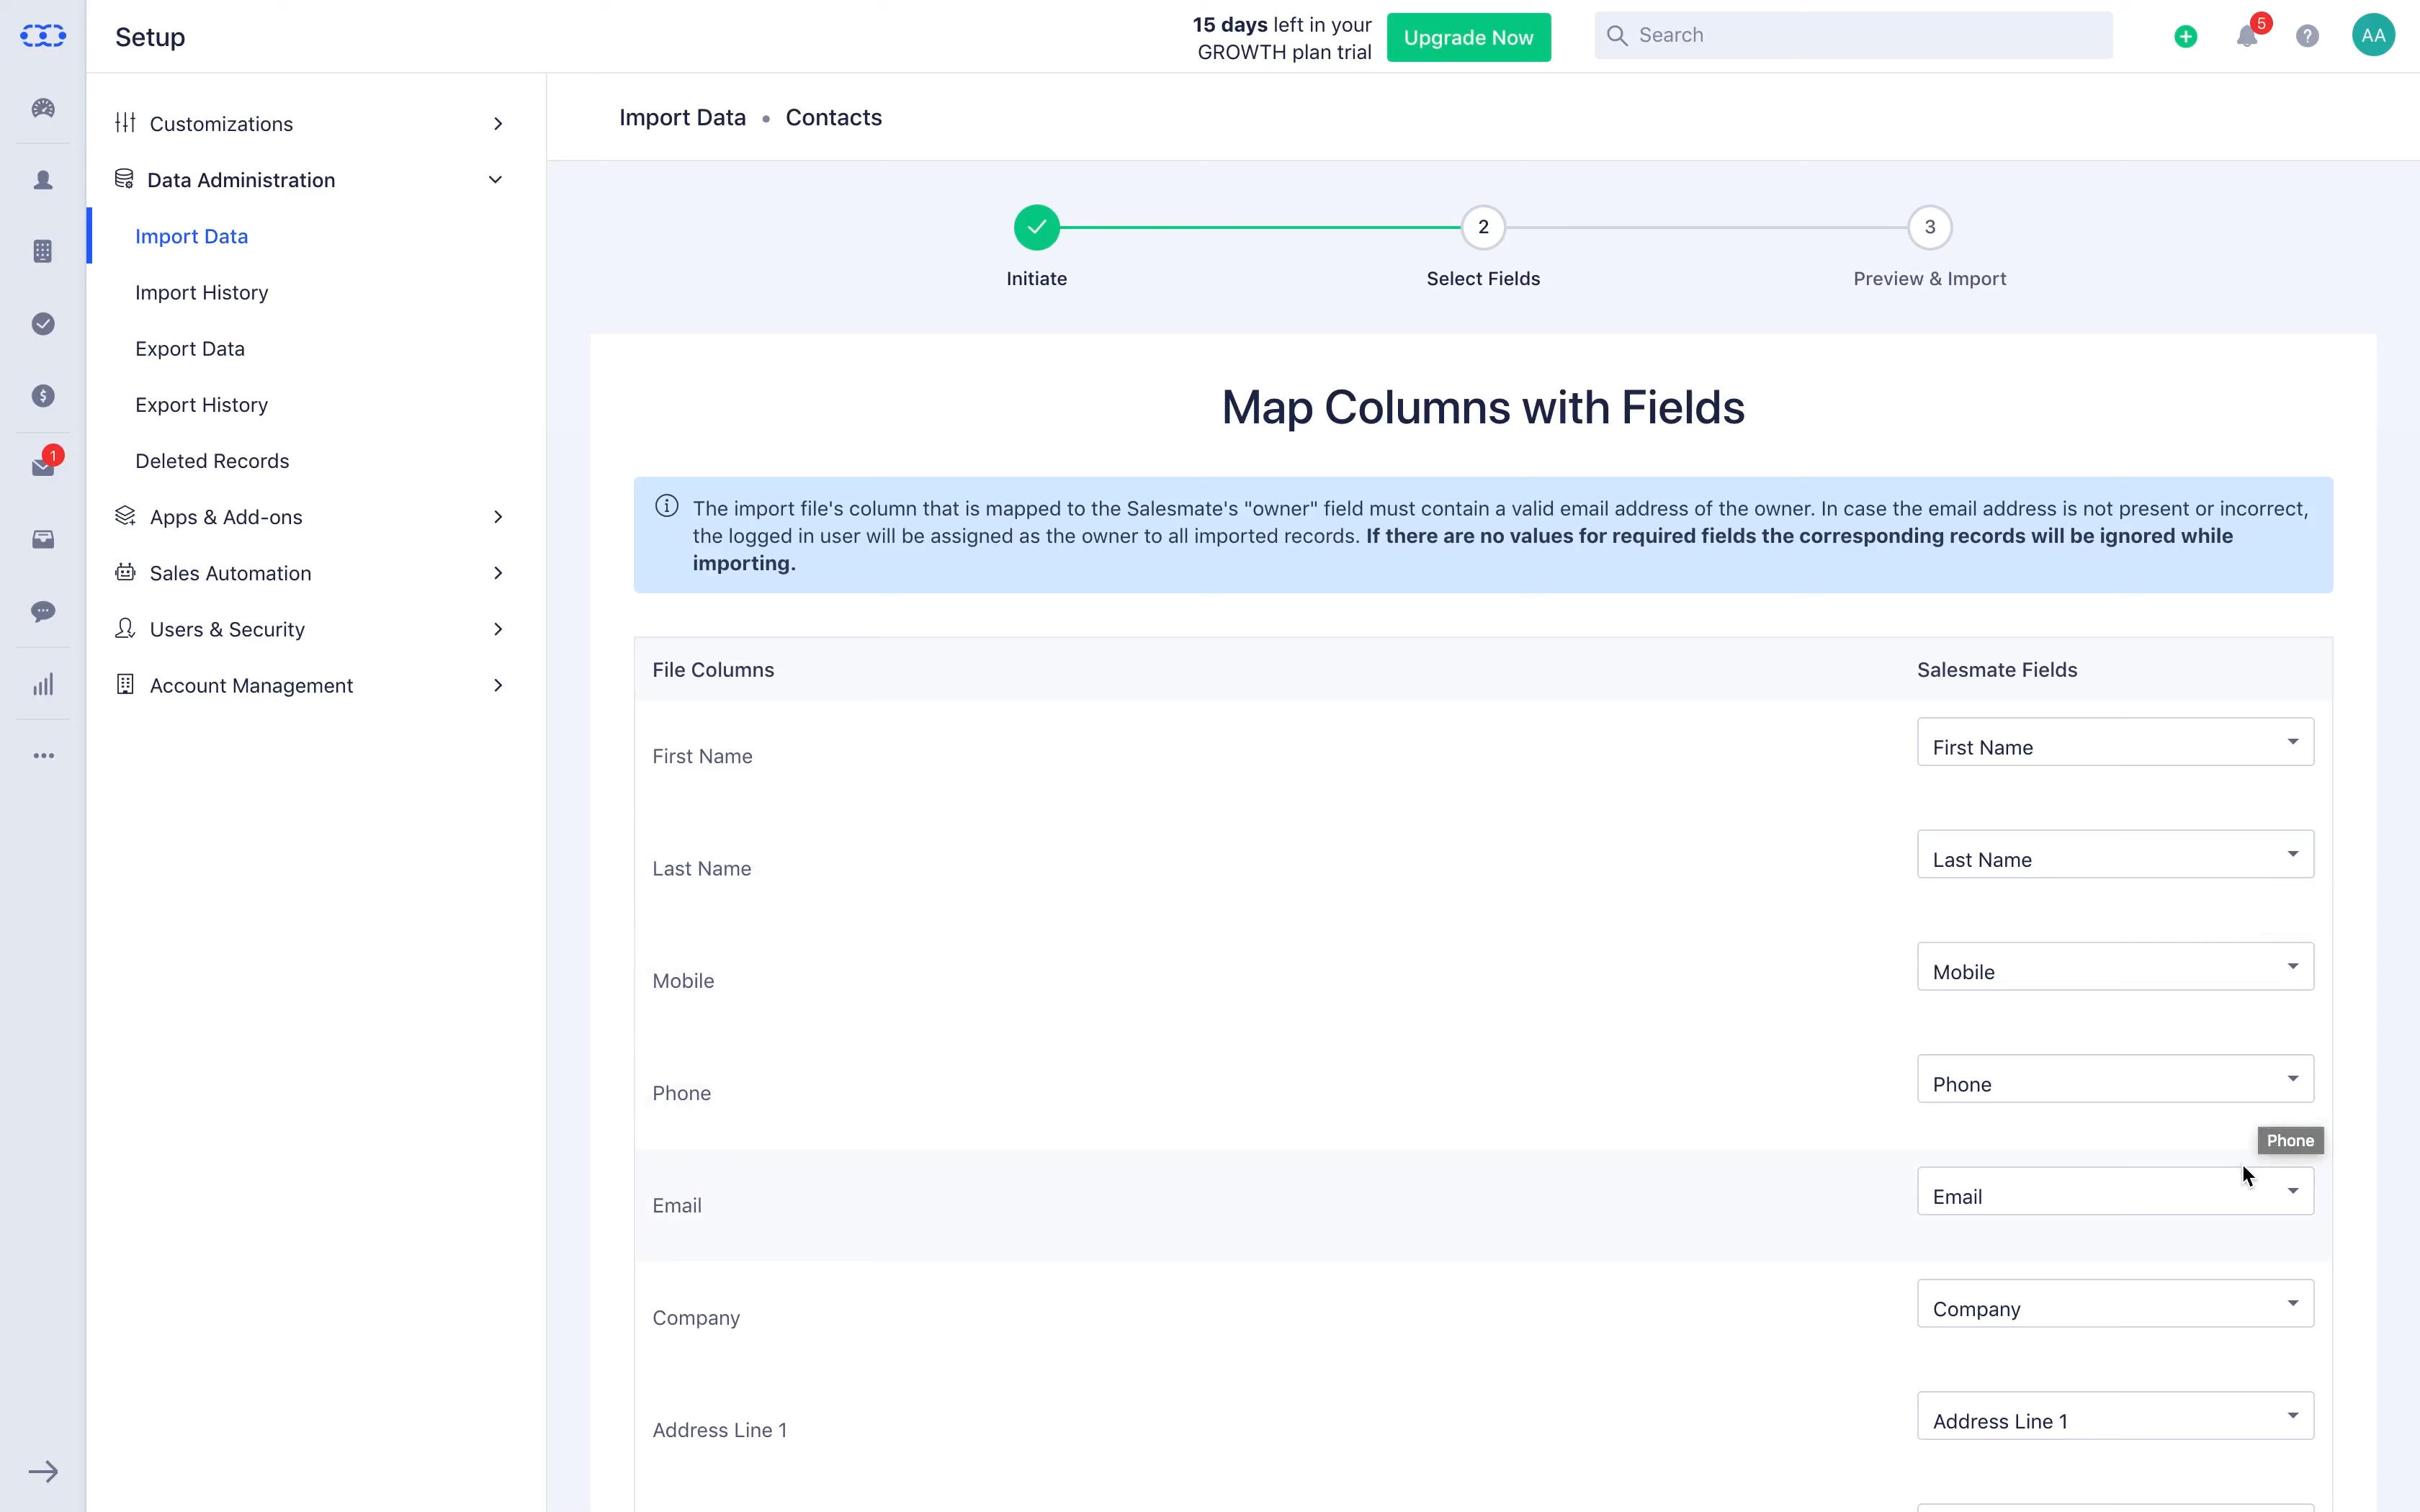 Setup
15 days left in your
GROWTH plan trial
Upgrade Now
Search
5
?
AA
Customizations
Data Administration
Import Data
Import History
Export Data
Export History
Deleted Records
Apps & Add-ons
Sales Automation
Users & Security
Account Management
1
Import Data • Contacts
2
3
Initiate
Select Fields
Preview & Import
Map Columns with Fields
The import file's column that is mapped to the Salesmate's "owner" field must contain a valid email address of the owner. In case the email address is not present or incorrect,
the logged in user will be assigned as the owner to all imported records. If there are no values for required fields the corresponding records will be ignored while
importing.
File Columns
Salesmate Fields
First Name
First Name
Last Name
Last Name
Mobile
Mobile
Phone
Phone
Phone
Email
Email
Company
Company
Address Line 1
Address Line 1